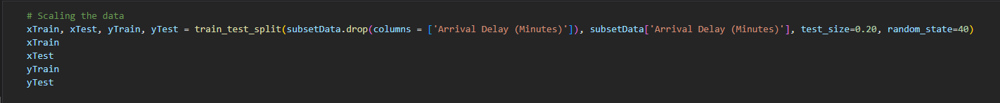 # Scaling the data
xTrain, xTest, yTrain, yTest = train_test_split(subsetData.drop(columns = ['Arrival Delay (Minutes)']), subsetData['Arrival Delay (Minutes)'], test_size=0.20, random_state=40)
xTrain
xTest
yTrain
yTest